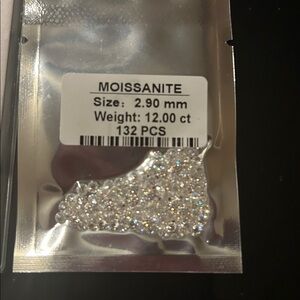 MOISSANITE
Size: 2.90 mm
Weight: 12.00 ct
132 PCS